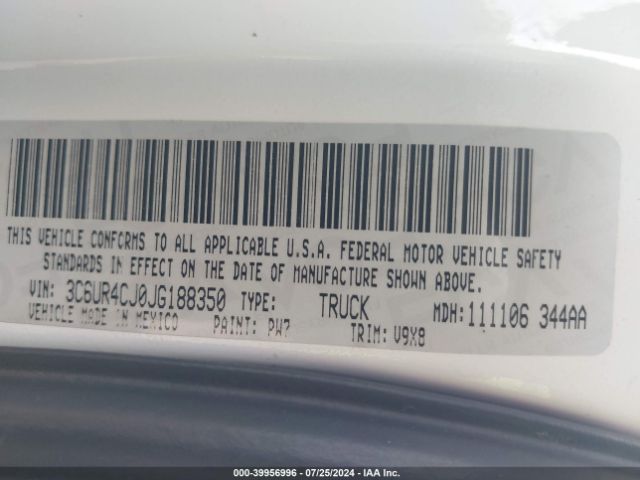 THIS VEHICLE CONFORMS TO ALL APPLICABLE U.S.A. FEDERAL MOTOR VEHICLE SAFETY
STANDARDS IN EFFECT ON THE DATE OF MANUFACTURE SHOWN ABOVE.
VIN: 3C6UR4CJ0JG188350 TYPE: TRUCK MDH: 111106 344AA
VEHICLE MADE IN MEXICO PAINT: PW7 TRIM: V9X8
000-39956996 - 07/25/2024 - IAA Inc.